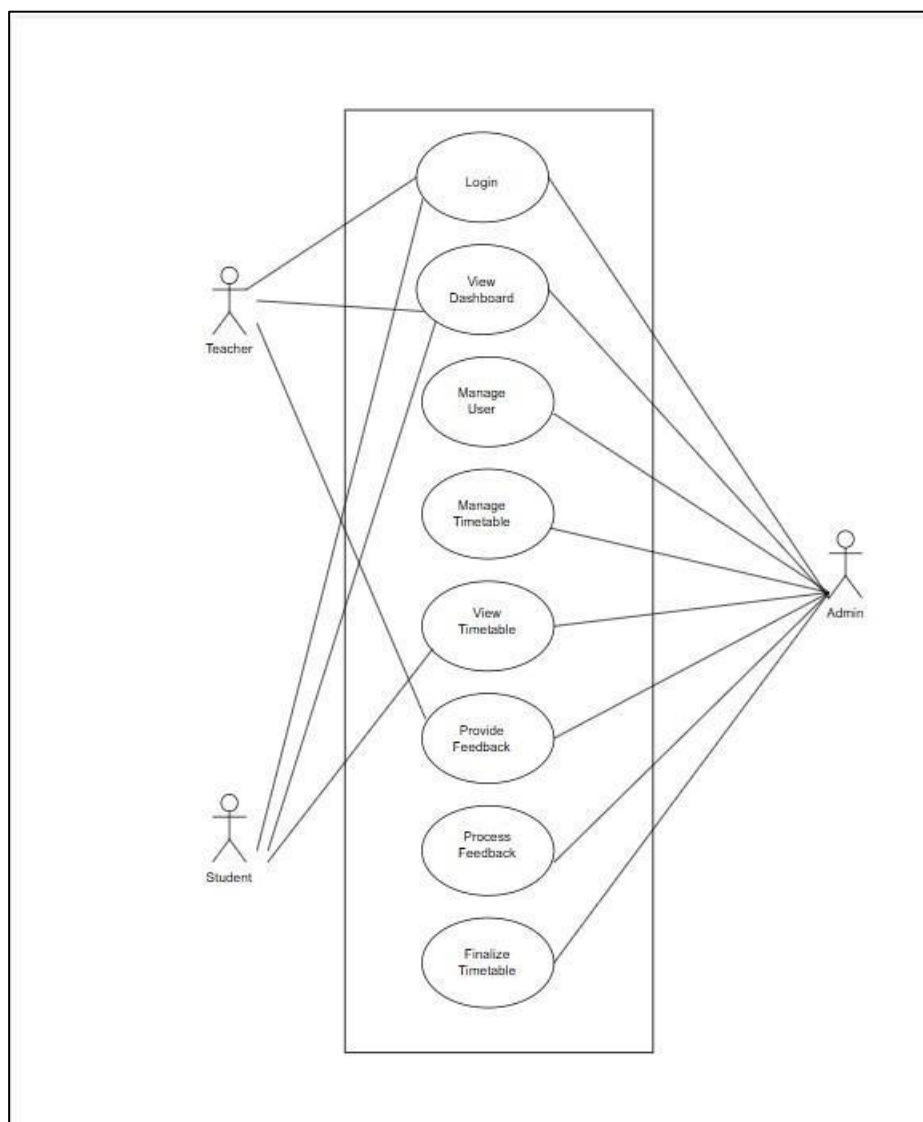 Login
View
Dashboard
Teacher
Manage
User
Manage
Timetable
View
Timetable
Admin
Provide
Feedback
Process
Feedback
Student
Finalize
Timetable